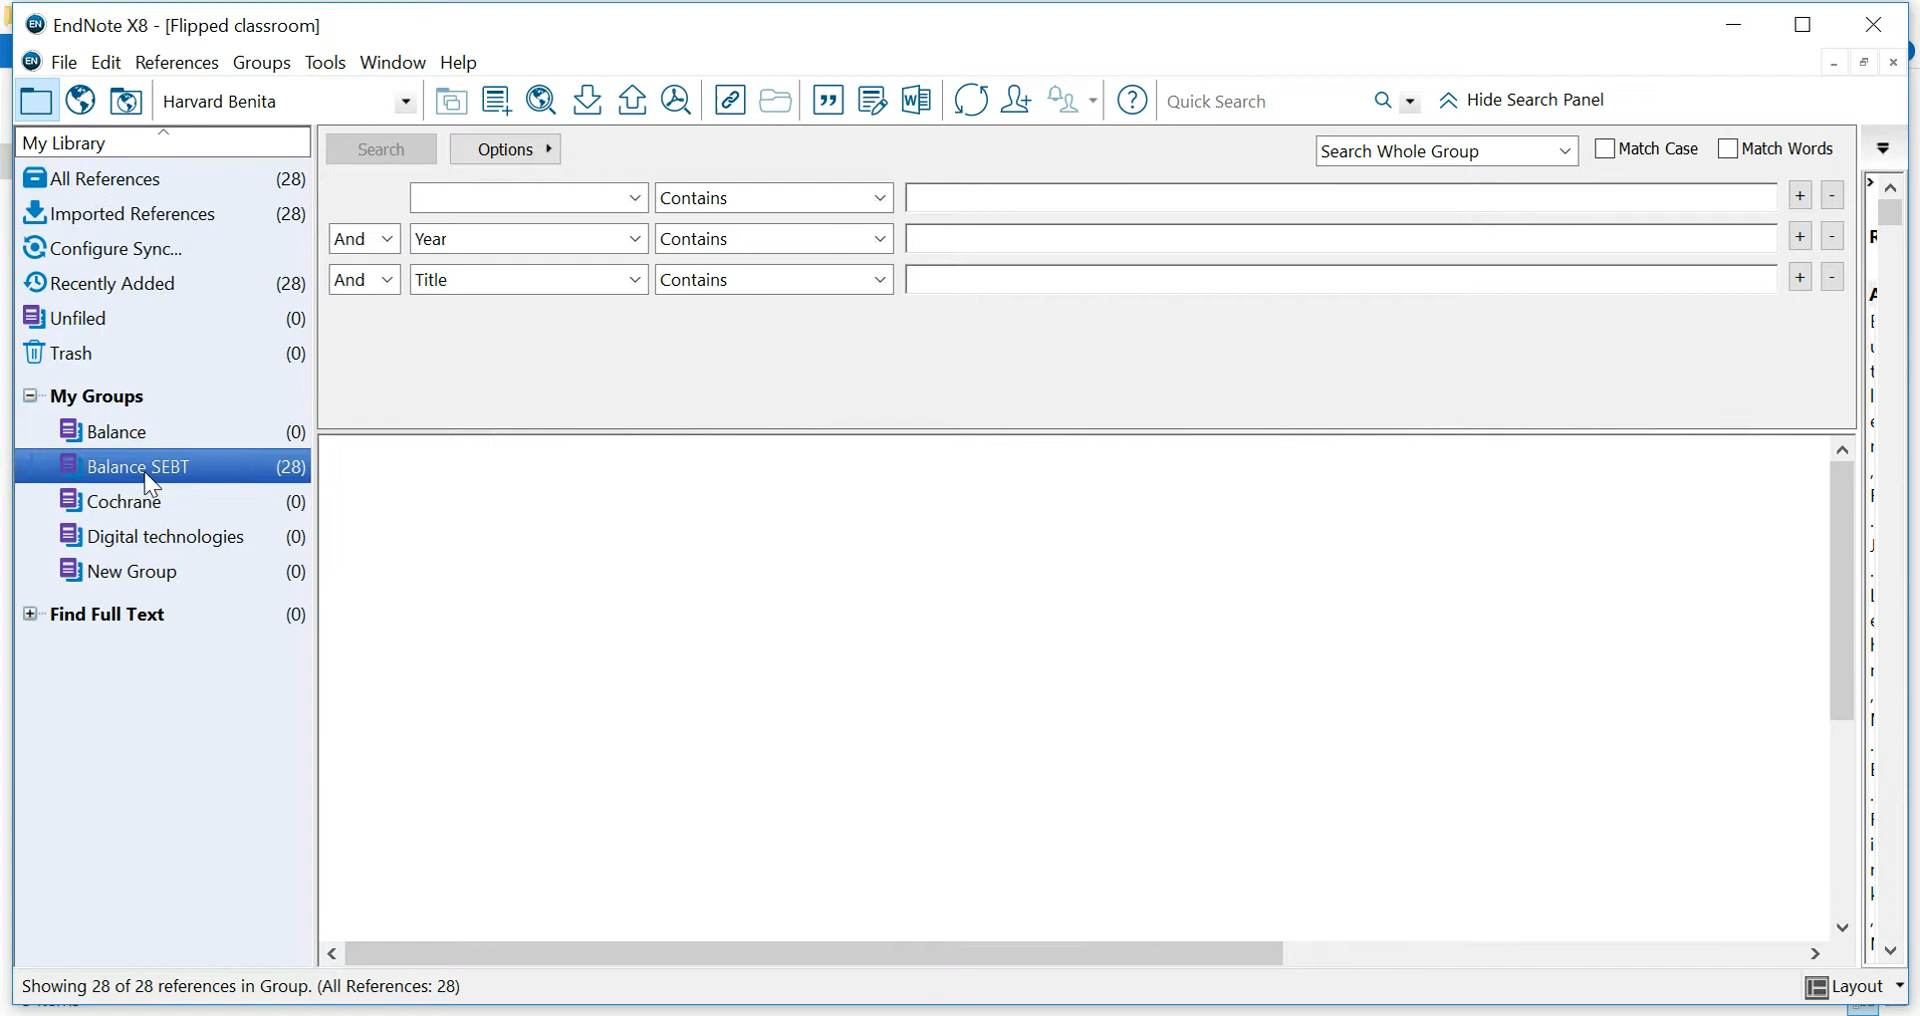 EndNote X8 - [Flipped classroom]
File Edit References Groups Tools Window Help
Harvard Benita
Quick Search
Hide Search Panel
My Library
Search
Options
Search Whole Group
Match Case
Match Words
All References (28)
Imported References (28)
Configure Sync...
Recently Added (28)
Unfiled (0)
Trash (0)
Contains
+ -
And Year Contains
+ -
And Title Contains
+ -
My Groups
Balance (0)
Balance SEBT (28)
Cochrane (0)
Digital technologies (0)
New Group (0)
Find Full Text (0)
Showing 28 of 28 references in Group. (All References: 28)
Layout